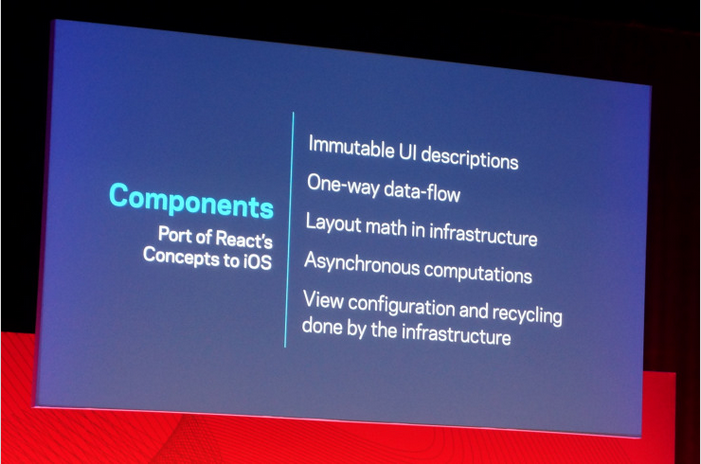 Components
Port of React's
Concepts to iOS
Immutable UI descriptions
One-way data-flow
Layout math in infrastructure
Asynchronous computations
View configuration and recycling
done by the infrastructure